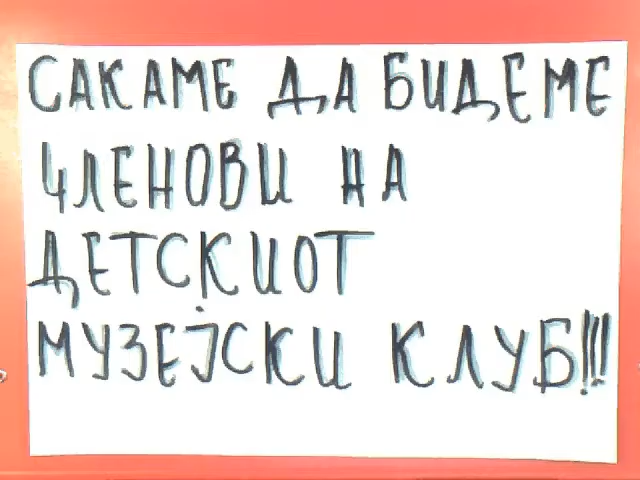 САКАМЕ ДА БИДЕМЕ
ЧЛЕНОВИ НА
ДЕТСКИОТ
МУЗЕЈСКИ КЛУБ!!!